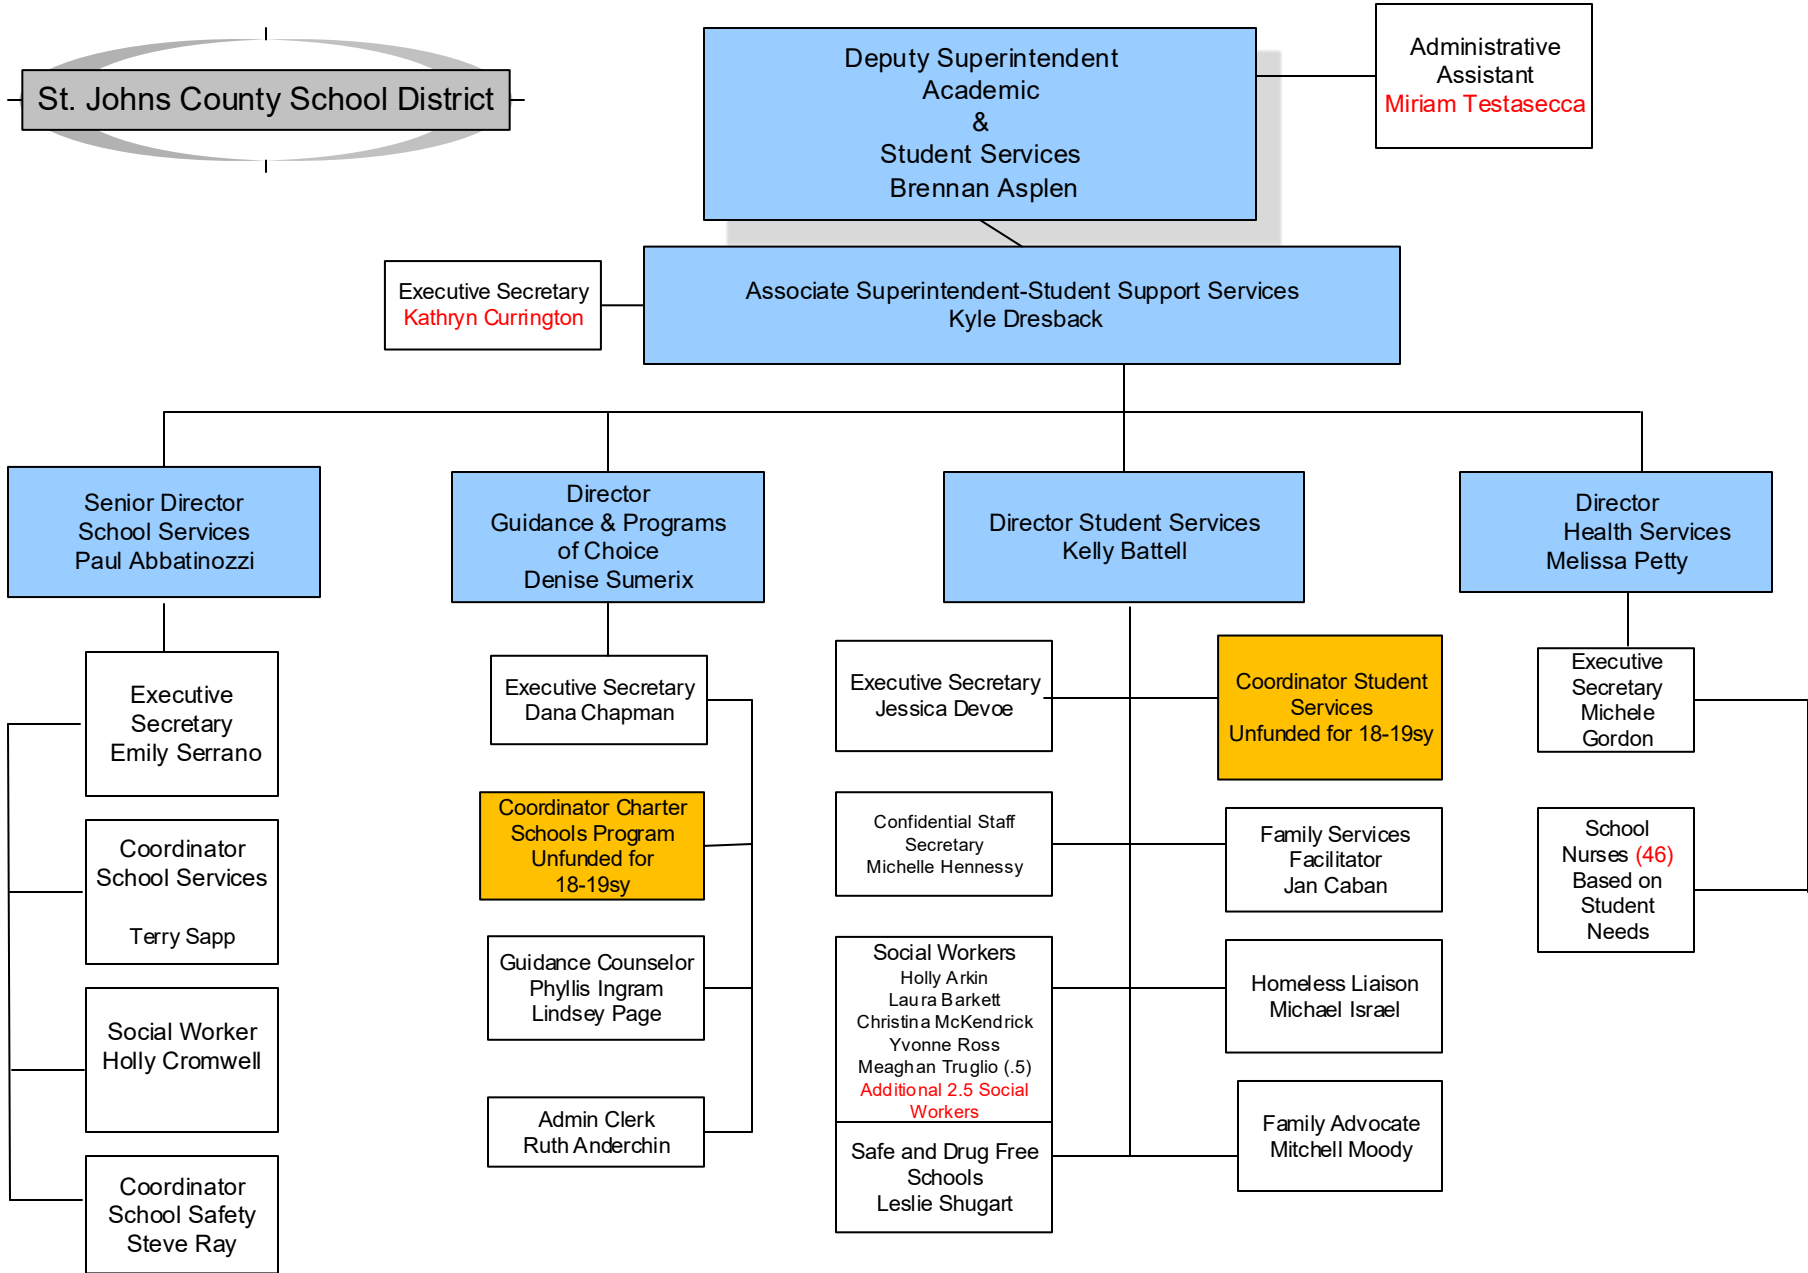 St. Johns County School District
Deputy Superintendent
Academic
&
Student Services
Brennan Asplen
Administrative
Assistant
Miriam Testasecca
Executive Secretary
Kathryn Currington
Associate Superintendent-Student Support Services
Kyle Dresback
Senior Director
School Services
Paul Abbatinozzi
Director
Guidance & Programs
of Choice
Denise Sumerix
Director Student Services
Kelly Battell
Director
Health Services
Melissa Petty
Executive
Secretary
Emily Serrano
Coordinator
School Services
Terry Sapp
Social Worker
Holly Cromwell
Coordinator
School Safety
Steve Ray
Executive Secretary
Dana Chapman
Coordinator Charter
Schools Program
Unfunded for
18-19sy
Guidance Counselor
Phyllis Ingram
Lindsey Page
Admin Clerk
Ruth Anderchin
Executive Secretary
Jessica Devoe
Coordinator Student
Services
Unfunded for 18-19sy
Confidential Staff
Secretary
Michelle Hennessy
Family Services
Facilitator
Jan Caban
Social Workers
Holly Arkin
Laura Barkett
Christina McKendrick
Yvonne Ross
Meaghan Truglio (.5)
Additional 2.5 Social
Workers
Homeless Liaison
Michael Israel
Safe and Drug Free
Schools
Leslie Shugart
Family Advocate
Mitchell Moody
Executive
Secretary
Michele
Gordon
School
Nurses (46)
Based on
Student
Needs